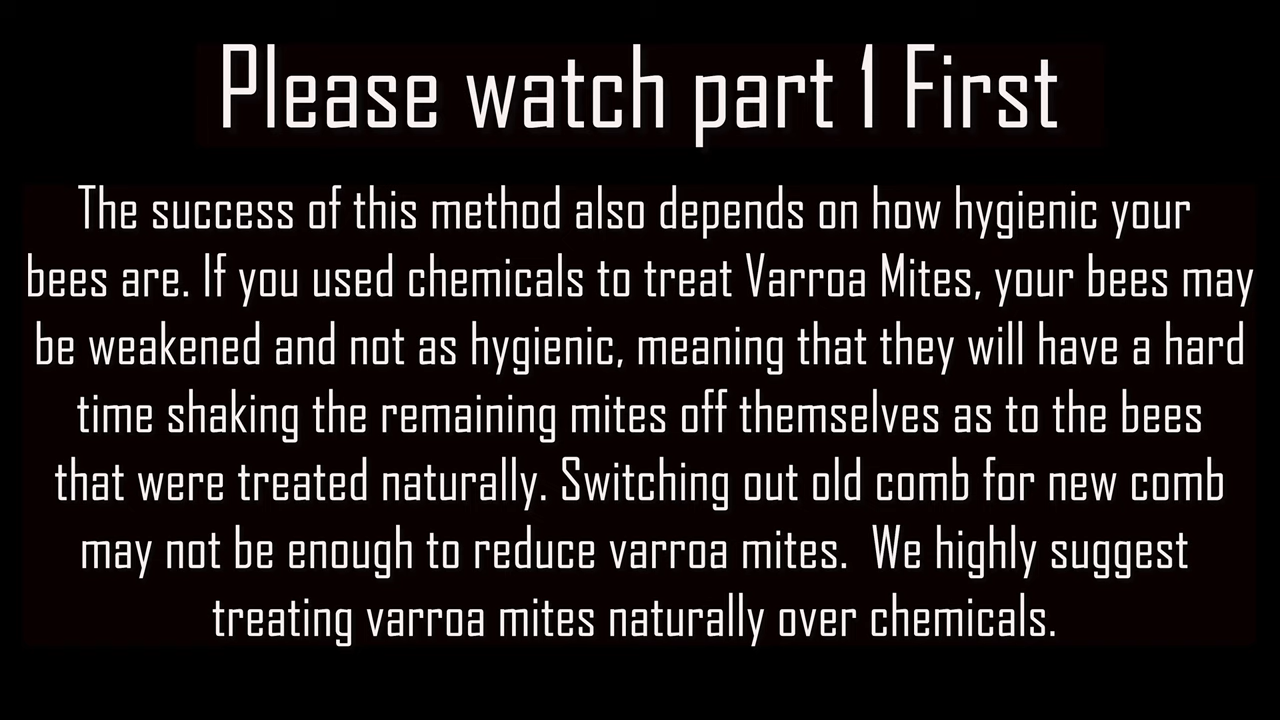 Please watch part 1 First
The success of this method also depends on how hygienic your
bees are. If you used chemicals to treat Varroa Mites, your bees may
be weakened and not as hygienic, meaning that they will have a hard
time shaking the remaining mites off themselves as to the bees
that were treated naturally. Switching out old comb for new comb
may not be enough to reduce varroa mites. We highly suggest
treating varroa mites naturally over chemicals.